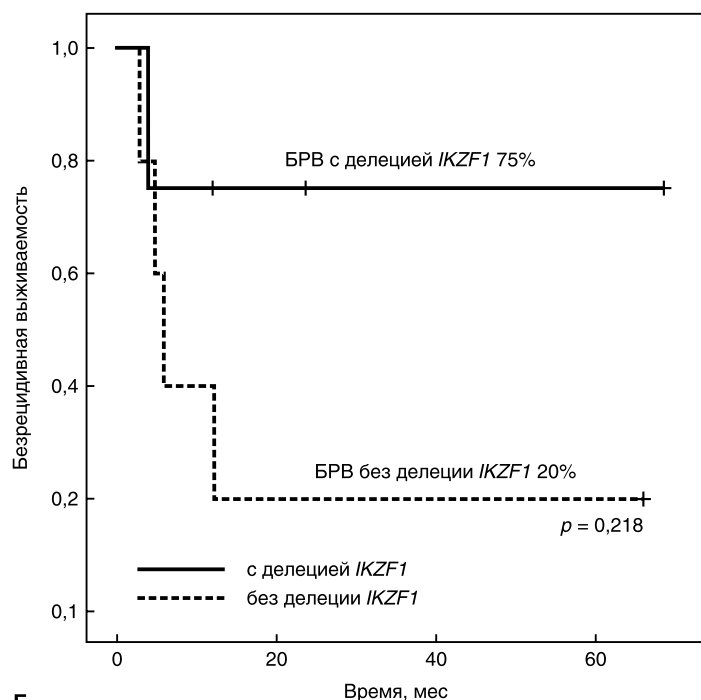 1,0
БРВ с делецией IKZF1 75%
0,8
0,6
Безрецидивная выживаемость
0,4
БРВ без делеции IKZF1 20%
0,2
p = 0,218
с делецией IKZF1
без делеции IKZF1
0,1
0 20 40 60
Время, мес